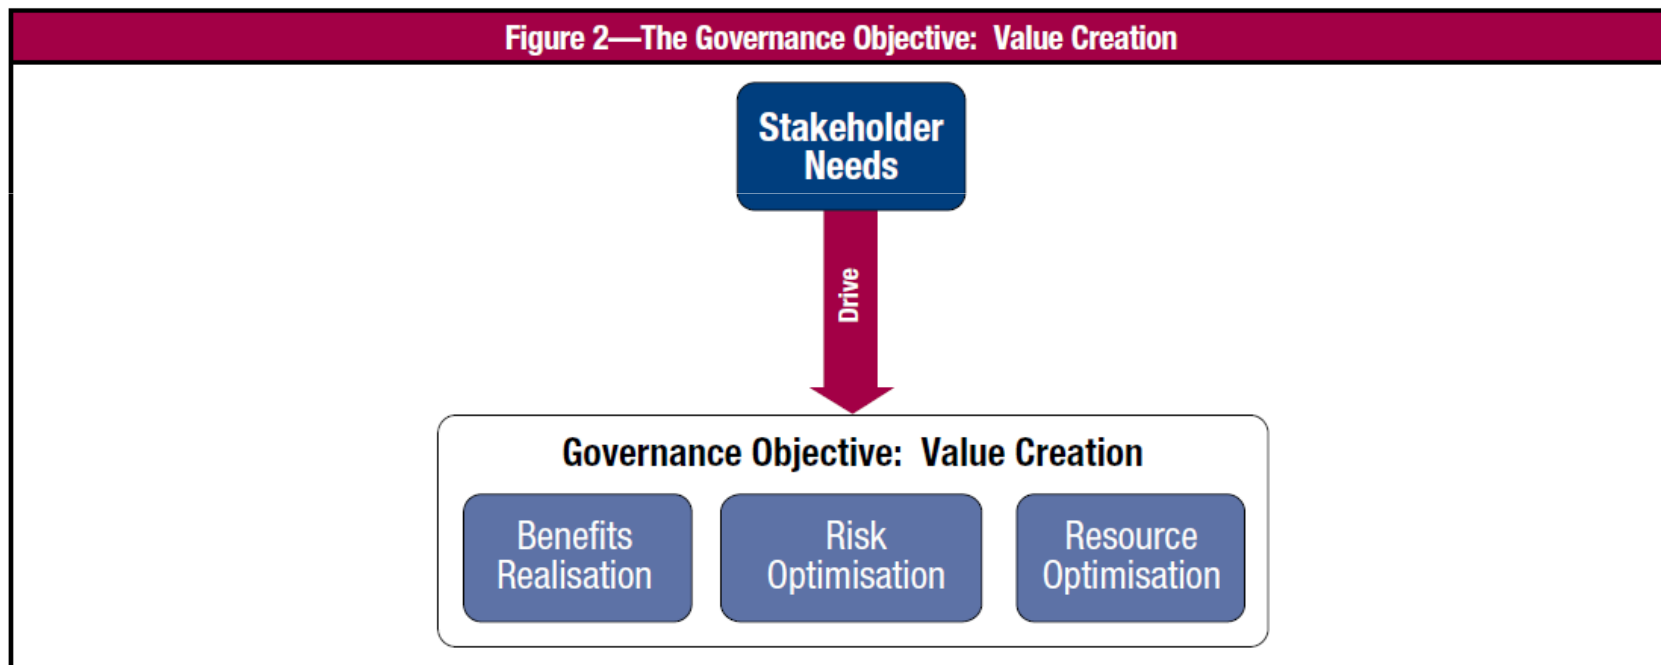 Figure 2—The Governance Objective: Value Creation
Stakeholder
Needs
Drive
Governance Objective: Value Creation
Benefits
Realisation
Risk
Optimisation
Resource
Optimisation